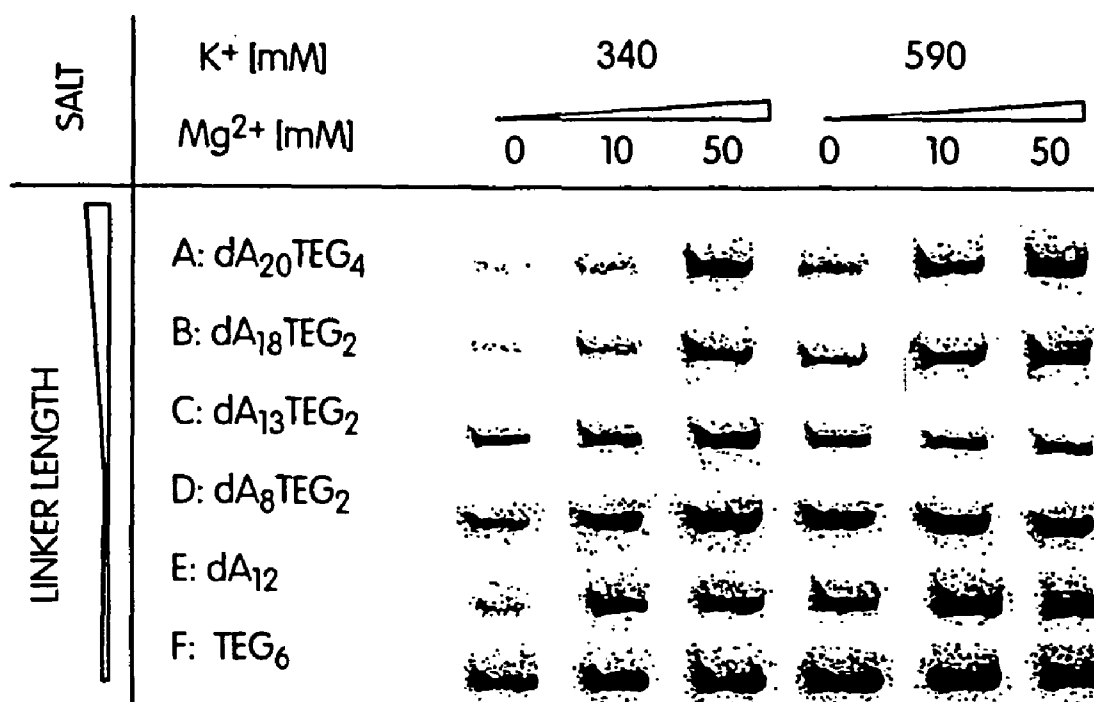 SALT
K+ [mM] 340 590
Mg2+ [mM] 0 10 50 0 10 50
LINKER LENGTH
A: dA20TEG4
B: dA18TEG2
C: dA13TEG2
D: dA8TEG2
E: dA12
F: TEG6